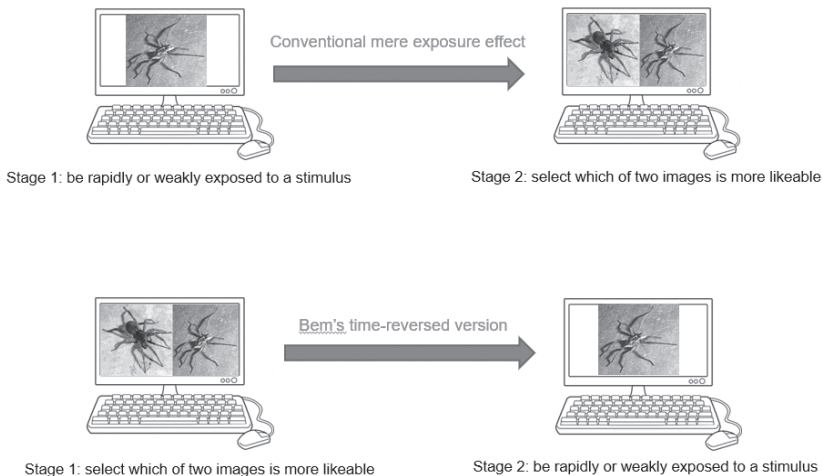 Conventional mere exposure effect
Stage 1: be rapidly or weakly exposed to a stimulus
Stage 2: select which of two images is more likeable
Bem's time-reversed version
Stage 1: select which of two images is more likeable
Stage 2: be rapidly or weakly exposed to a stimulus